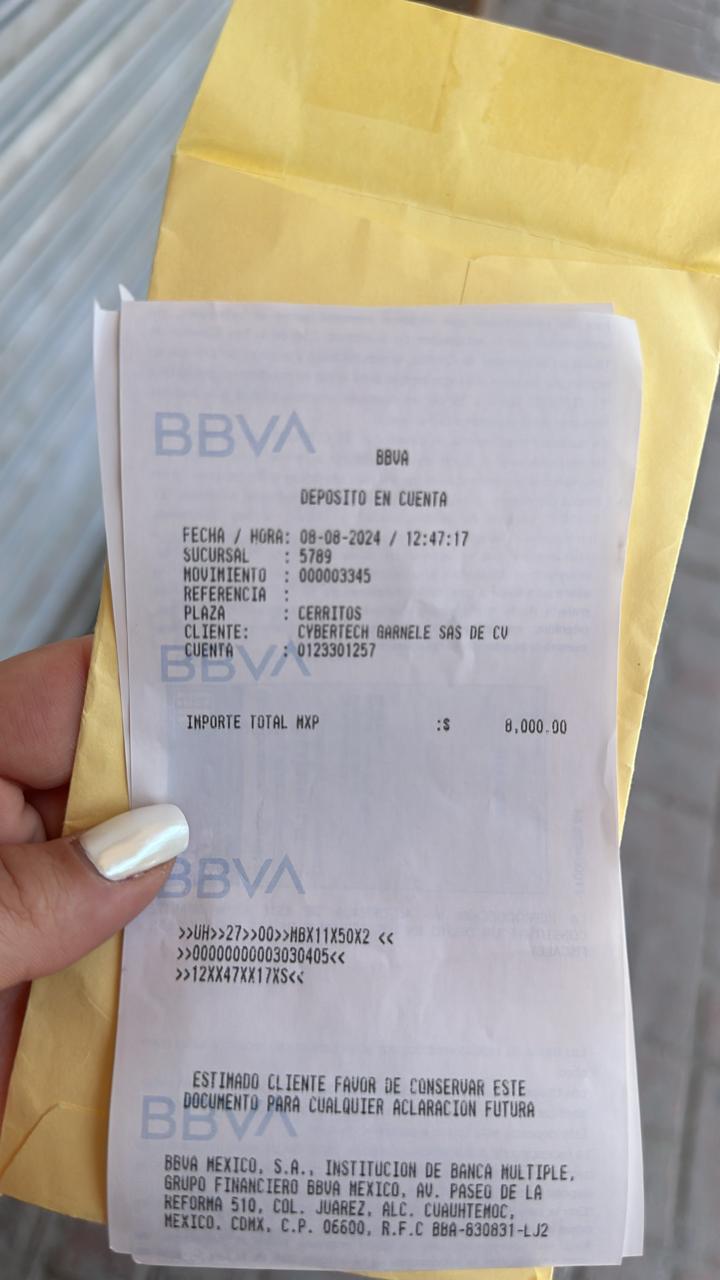 BBVA
BBVA
DEPOSITO EN CUENTA
FECHA / HORA: 08-08-2024 / 12:47:17
SUCURSAL : 5789
MOVIMIENTO : 000003345
REFERENCIA :
PLAZA : CERRITOS
CLIENTE: CYBERTECH GARNELE SAS DE CV
CUENTA : 0123301257
BBVA
IMPORTE TOTAL MXP :$ 8,000.00
BBVA
>>UH>>27>>00>>MBX11X50X2 <<
>>00000000003030405<<
>>12XX47XX17XS<<
ESTIMADO CLIENTE FAVOR DE CONSERVAR ESTE
DOCUMENTO PARA CUALQUIER ACLARACION FUTURA
BBVA
BBVA MEXICO, S.A., INSTITUCION DE BANCA MULTIPLE,
GRUPO FINANCIERO BBVA MEXICO, AV. PASEO DE LA
REFORMA 510, COL. JUAREZ, ALC. CUAUHTEMOC,
MEXICO. CDMX, C.P. 06600, R.F.C BBA-830831-LJ2